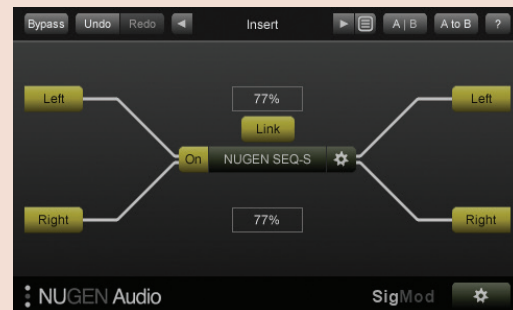 Bypass Undo Redo ◄ Insert ► A | B A to B ?
Left 77% Left
Link
On NUGEN SEQ-S
Right 77% Right
NUGEN Audio SigMod